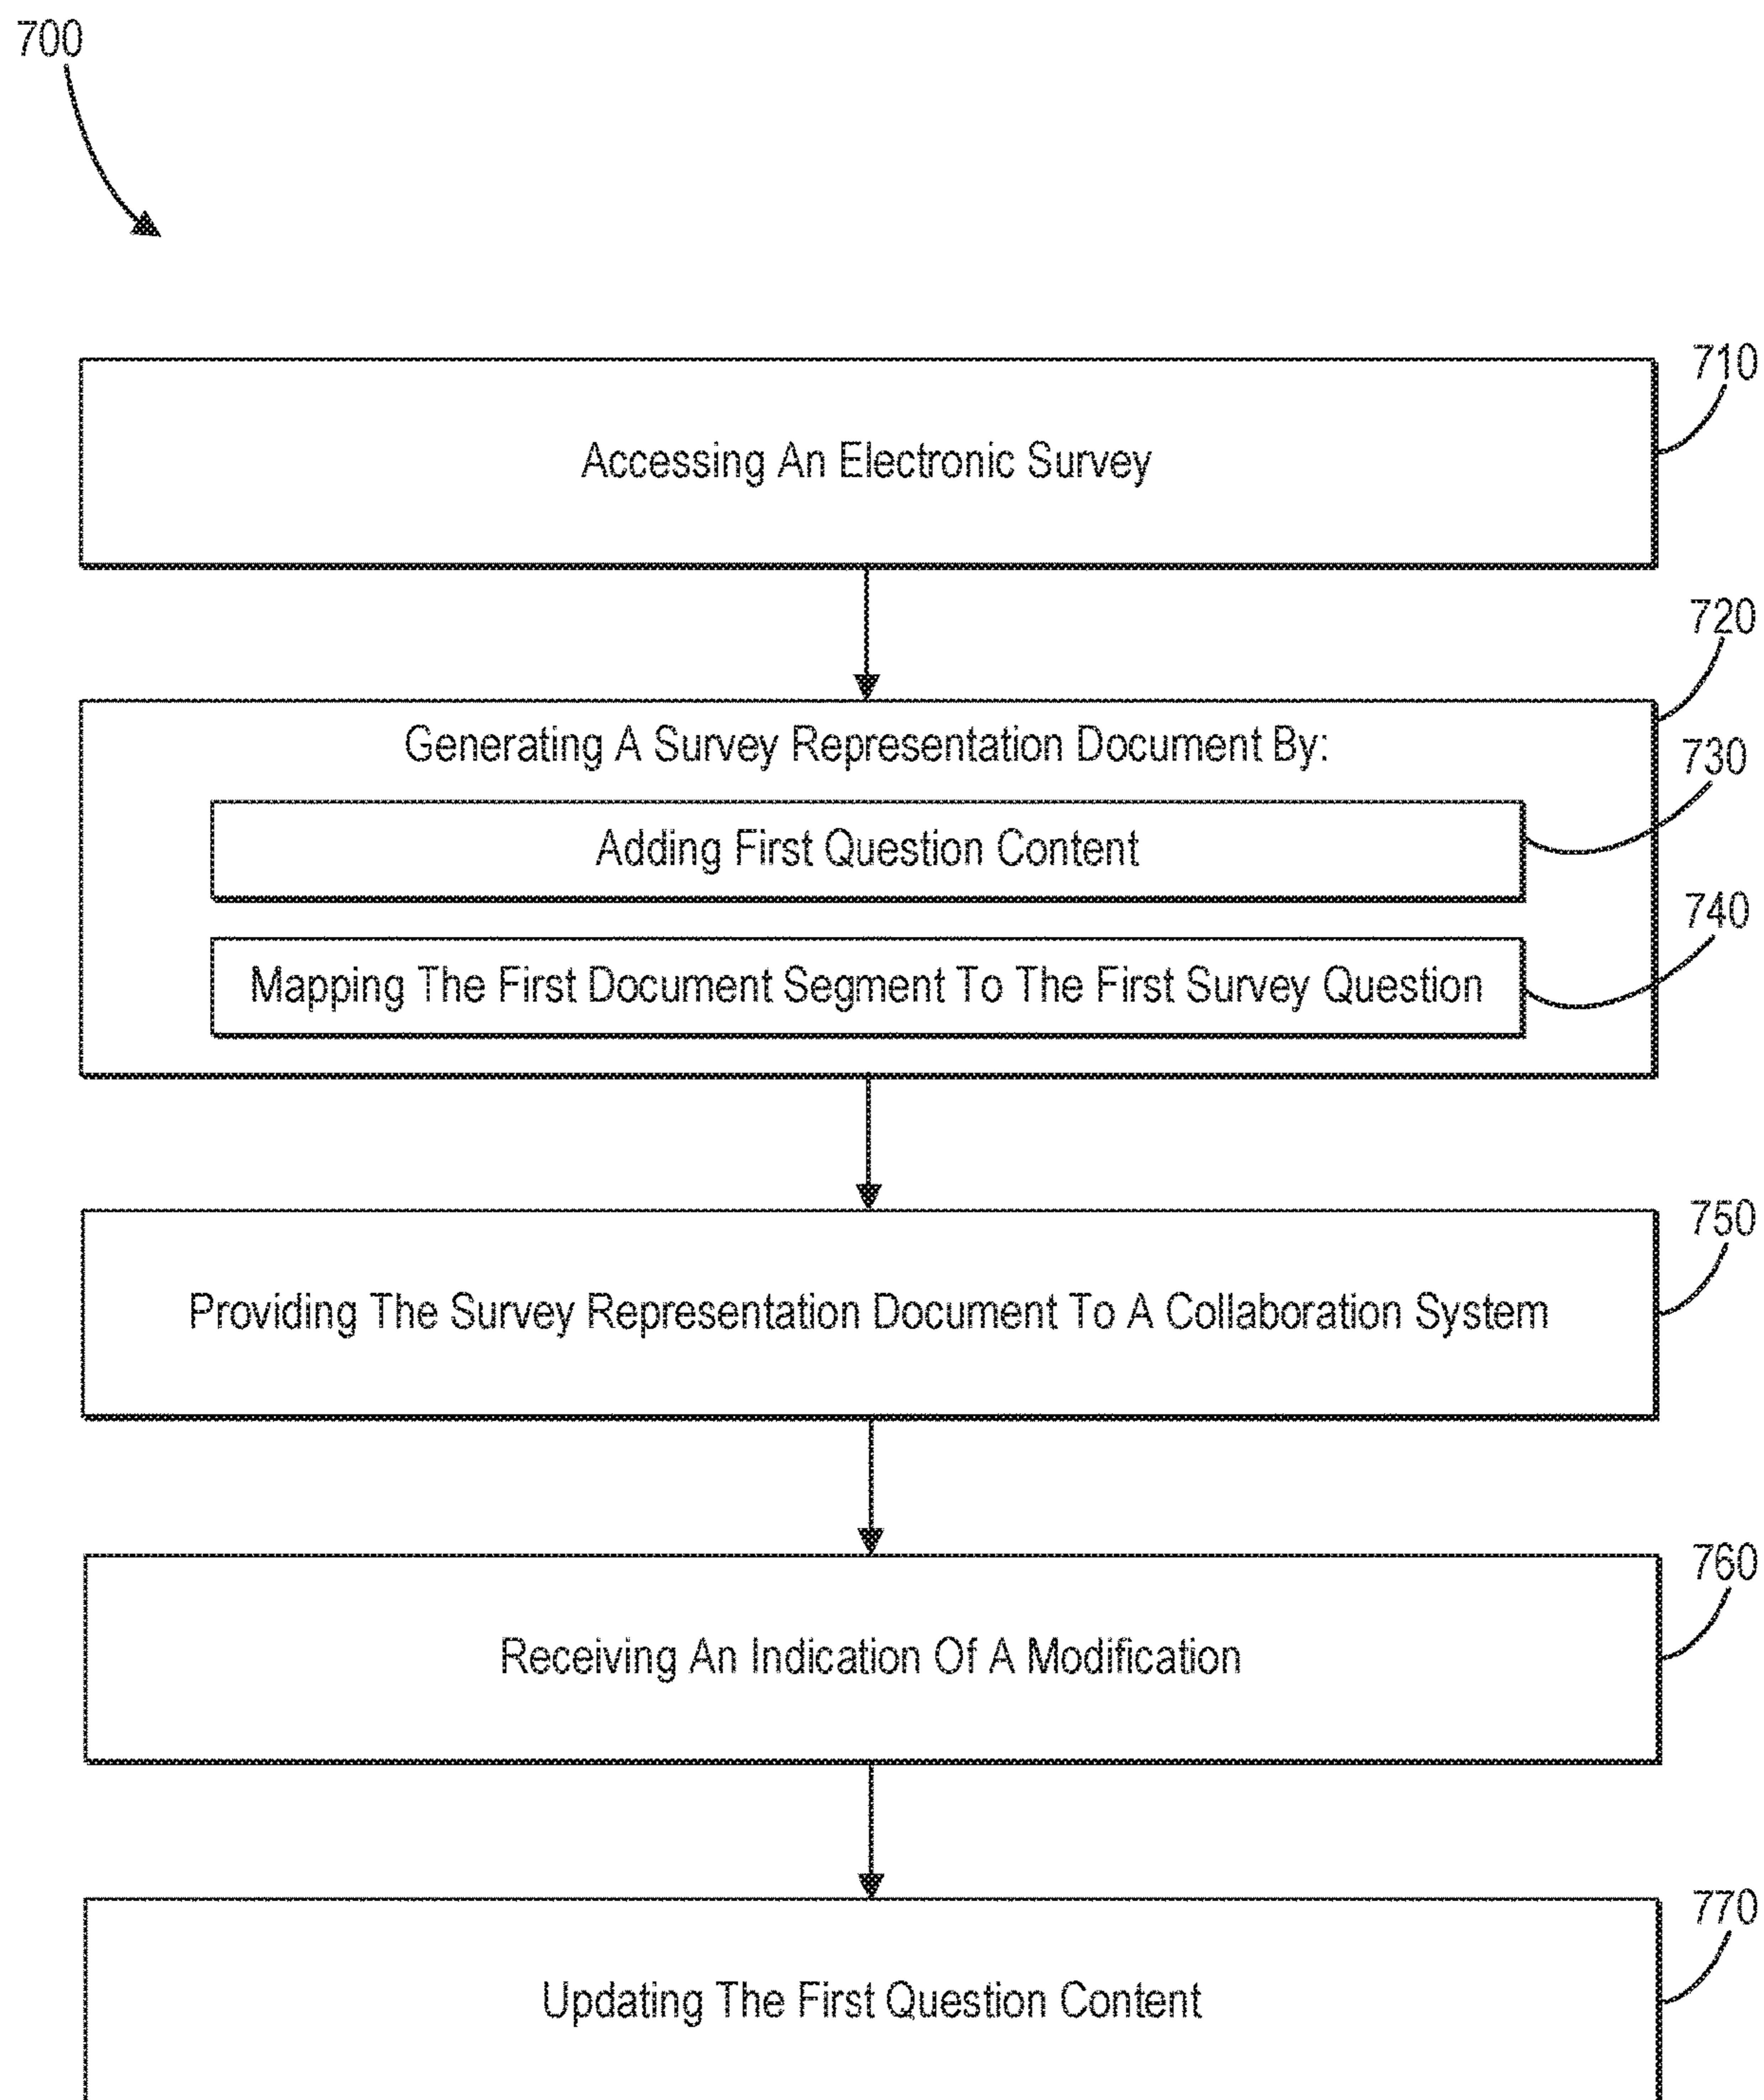 700
710
Accessing An Electronic Survey
720
Generating A Survey Representation Document By:
730
Adding First Question Content
740
Mapping The First Document Segment To The First Survey Question
750
Providing The Survey Representation Document To A Collaboration System
760
Receiving An Indication Of A Modification
770
Updating The First Question Content